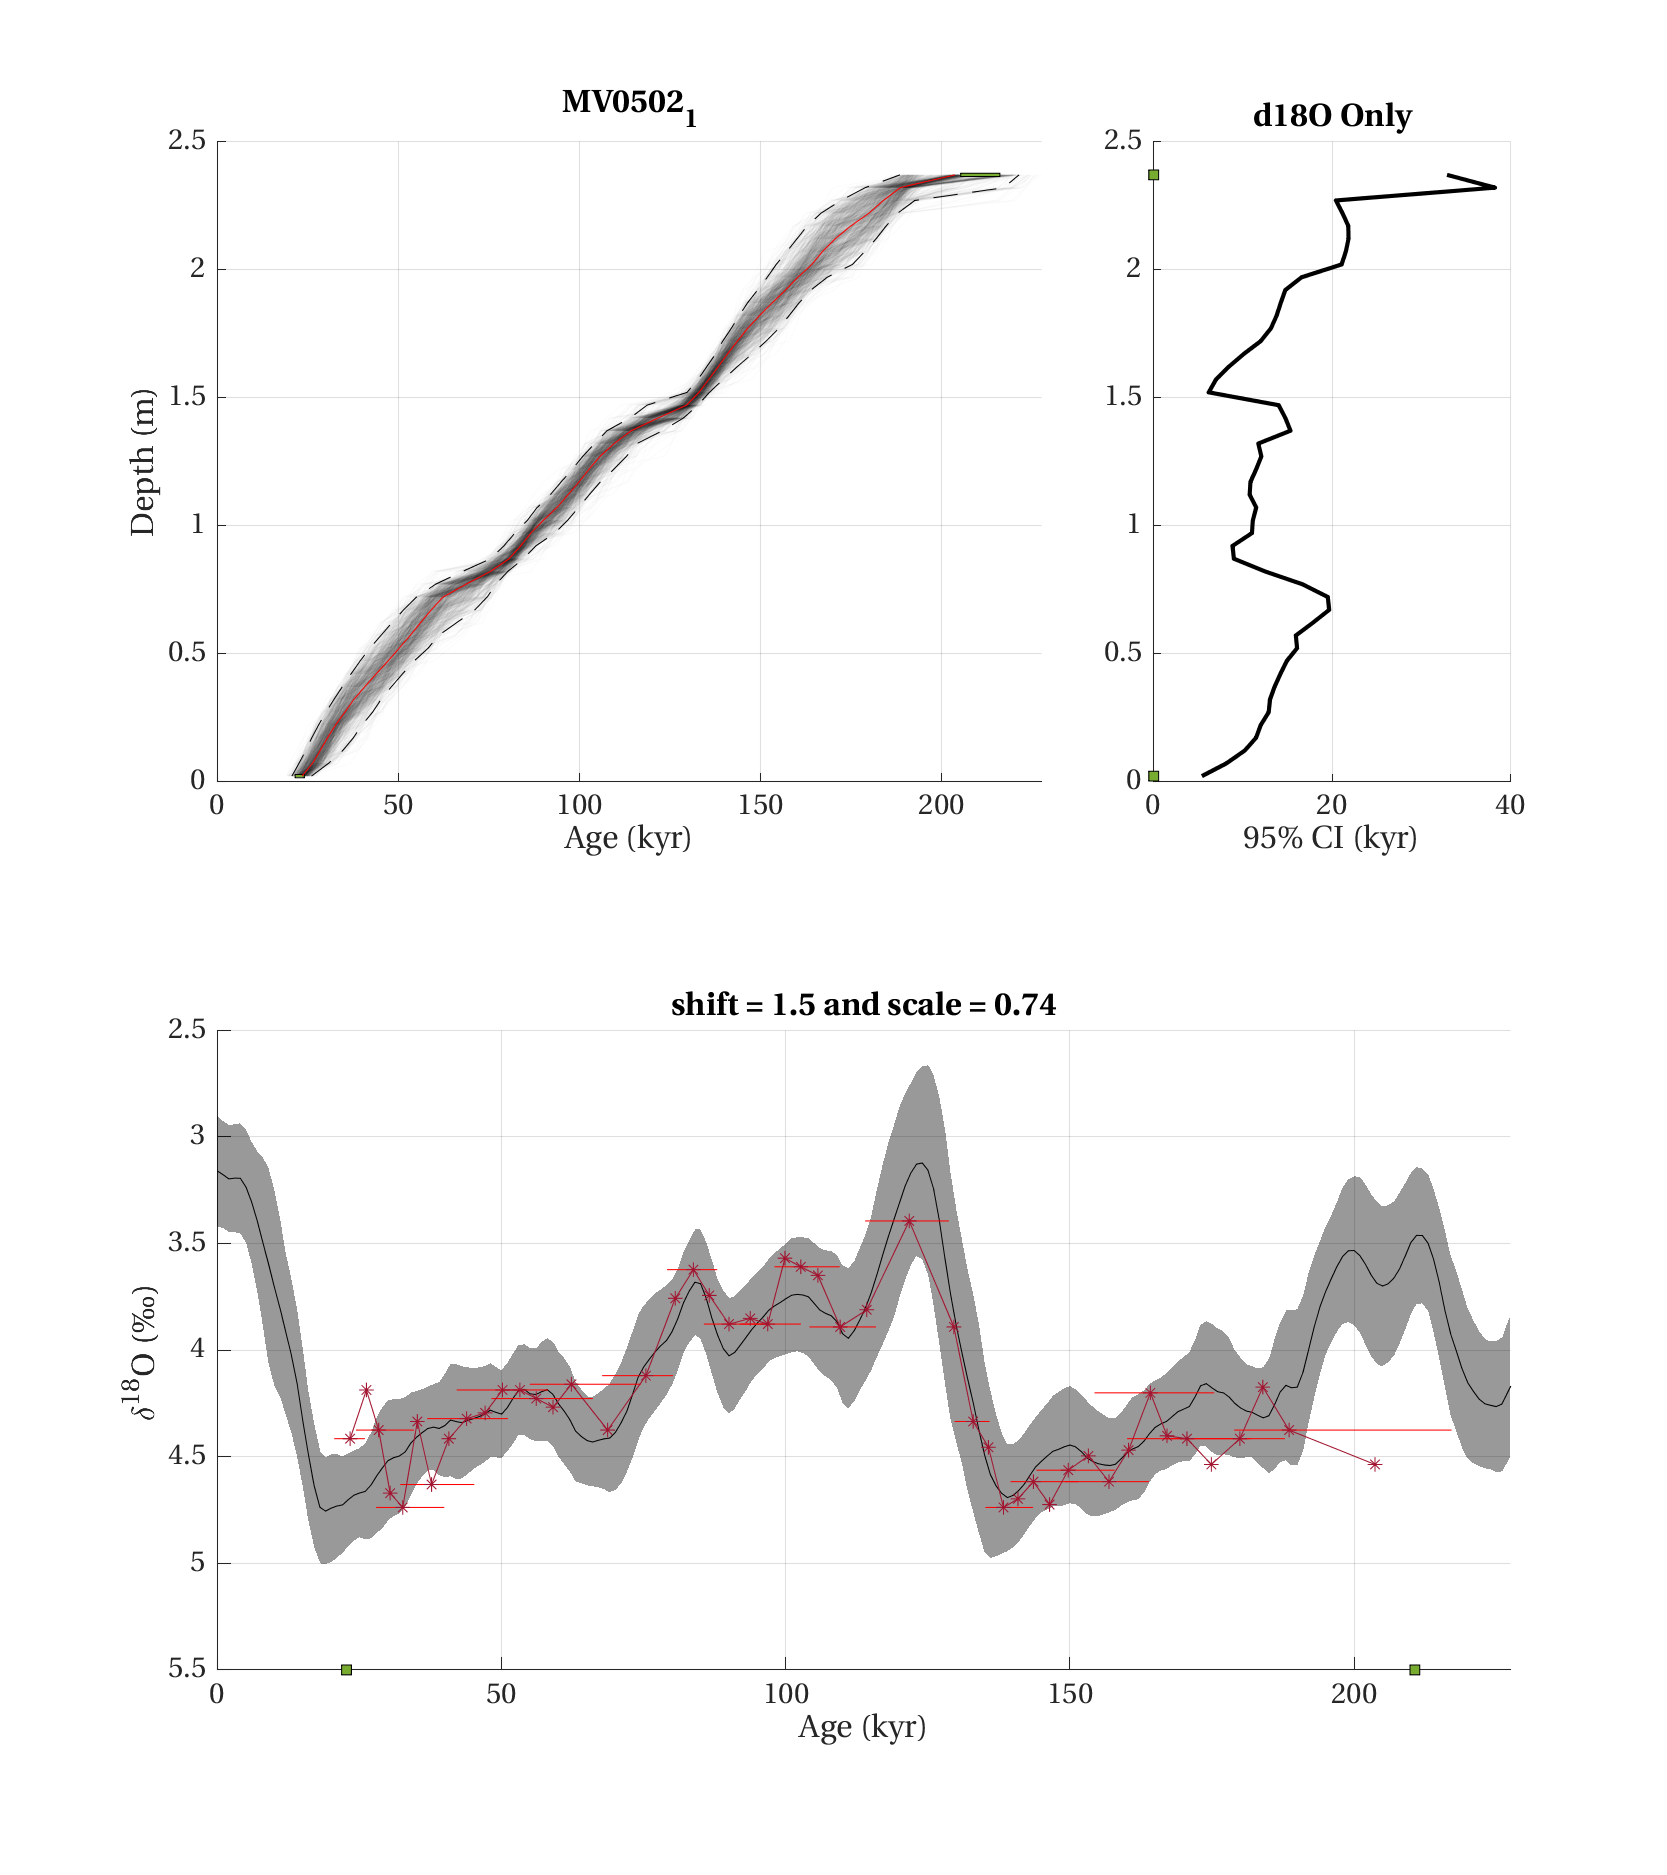 MV0502₁
2.5
2
1.5
1
0.5
0
Depth (m)
0 50 100 150 200
Age (kyr)
d18O Only
2.5
2
1.5
1
0.5
0
0 20 40
95% CI (kyr)
shift = 1.5 and scale = 0.74
2.5
3
3.5
4
4.5
5
5.5
δ¹⁸O (‰)
0 50 100 150 200
Age (kyr)